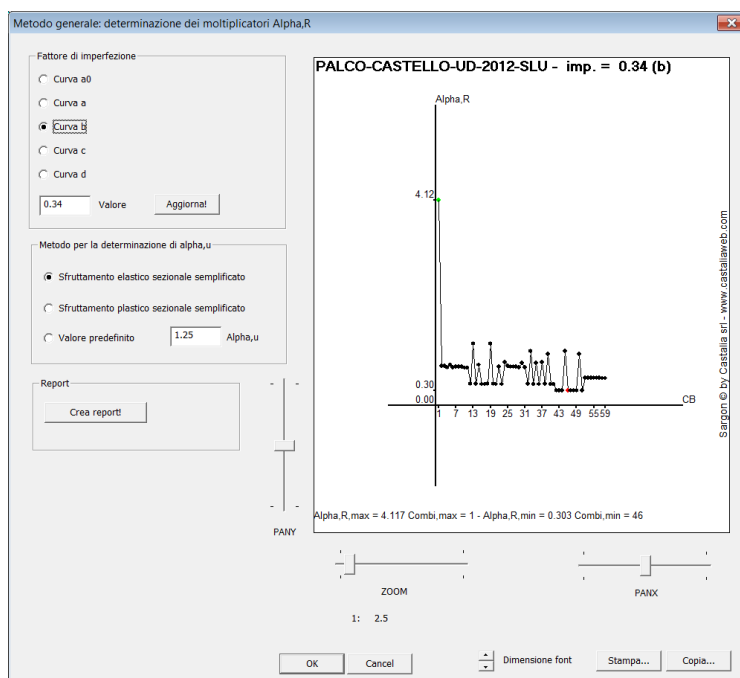 Metodo generale: determinazione dei moltiplicatori Alpha,R
Fattore di imperfezione
Curva a0
Curva a
Curva b
Curva c
Curva d
0.34 Valore Aggiorna!
Metodo per la determinazione di alpha,u
Sfruttamento elastico sezionale semplificato
Sfruttamento plastico sezionale semplificato
Valore predefinito 1.25 Alpha,u
Report
Crea report!
PANY
PALCO-CASTELLO-UD-2012-SLU - imp. = 0.34 (b)
Alpha,R
4.12
0.30
0.00
CB
1 7 13 19 25 31 37 43 49 5559
Alpha,R,max = 4.117 Combi,max = 1 - Alpha,R,min = 0.303 Combi,min = 46
Sargon © by Castalia srl - www.castaliaweb.com
ZOOM
PANX
1: 2.5
OK Cancel Dimensione font Stampa... Copia...